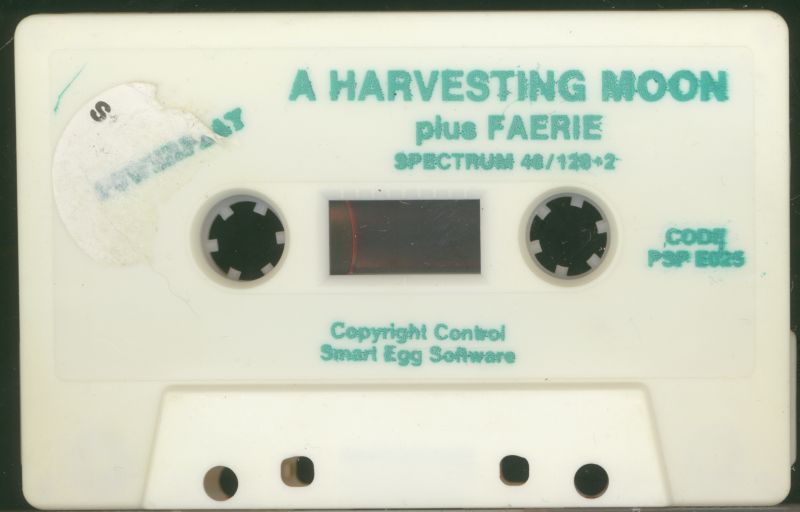 S
A HARVESTING MOON
plus FAERIE
SPECTRUM 48/128+2
CODE
PSP E025
Copyright Control
Smart Egg Software